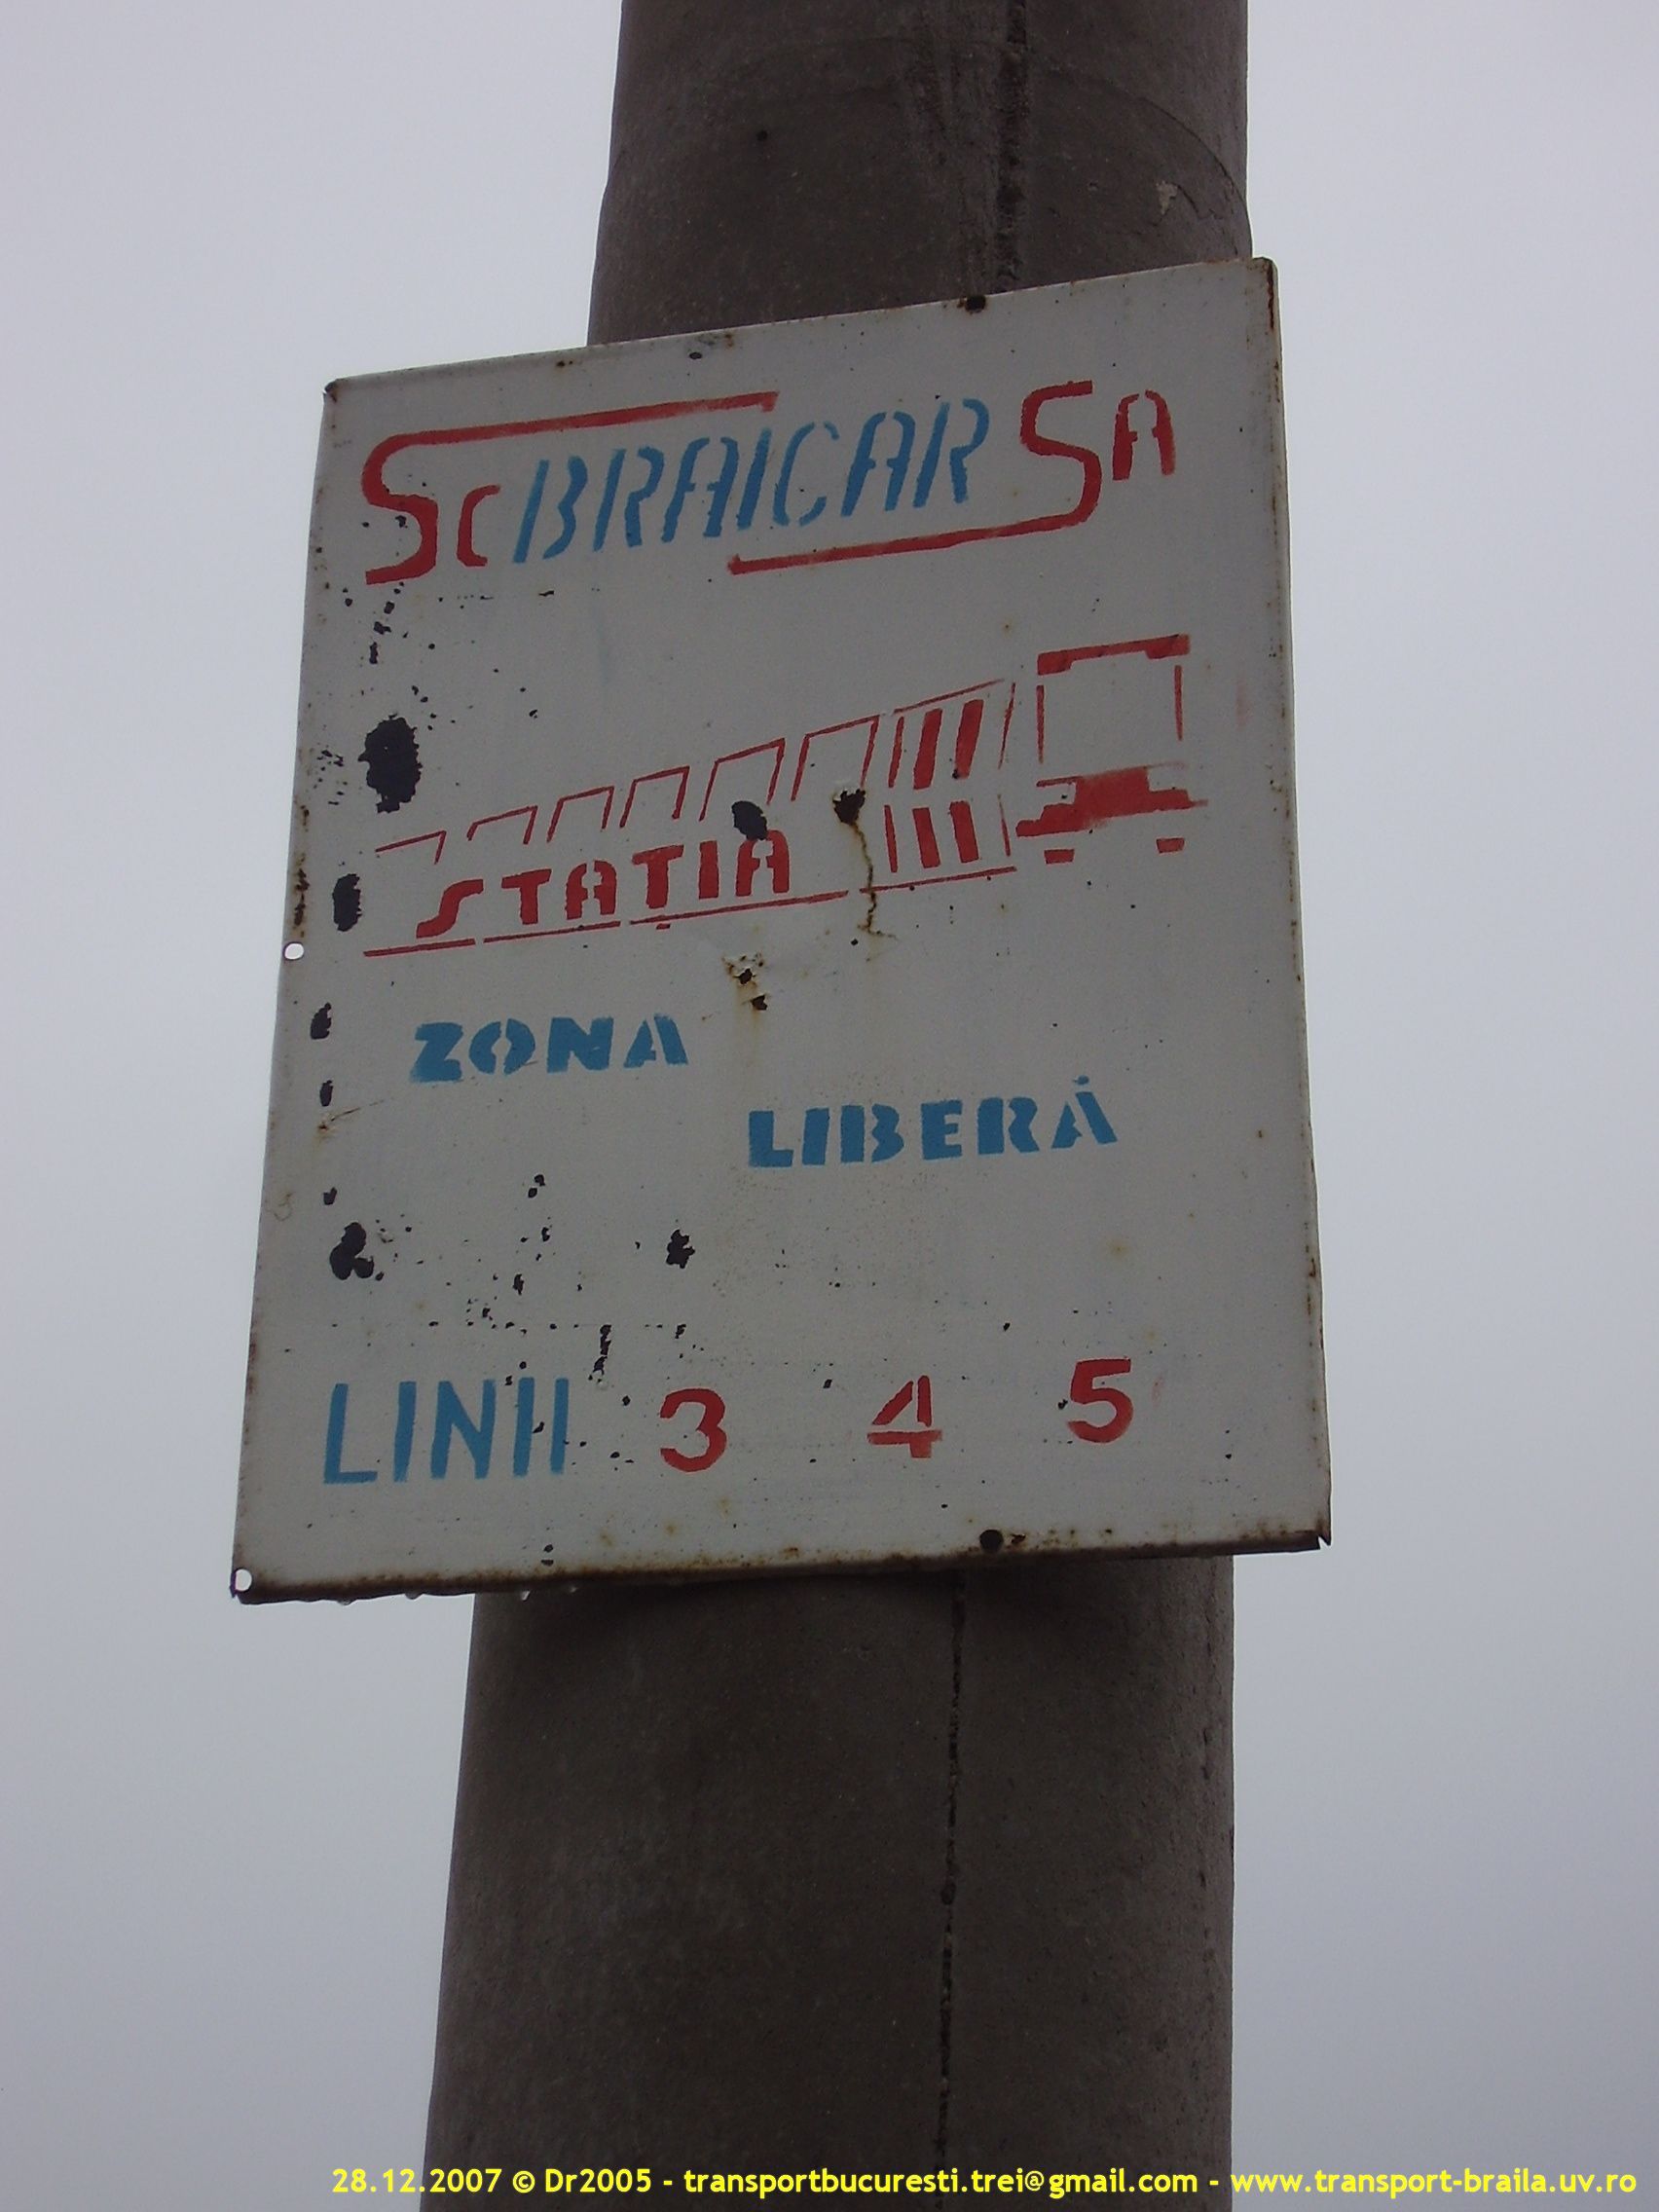 Sc BRAICAR SA
STAȚIA
ZONA
LIBERĂ
LINII 3 4 5
28.12.2007 © Dr2005 - transportbucuresti.trei@gmail.com - www.transport-braila.uv.ro